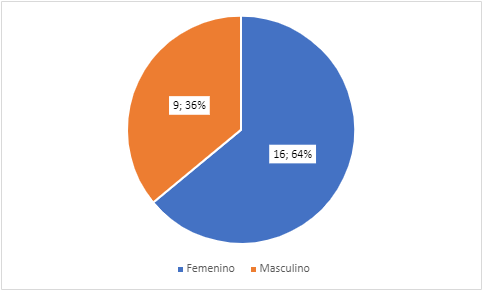 9; 36%
16; 64%
Femenino Masculino